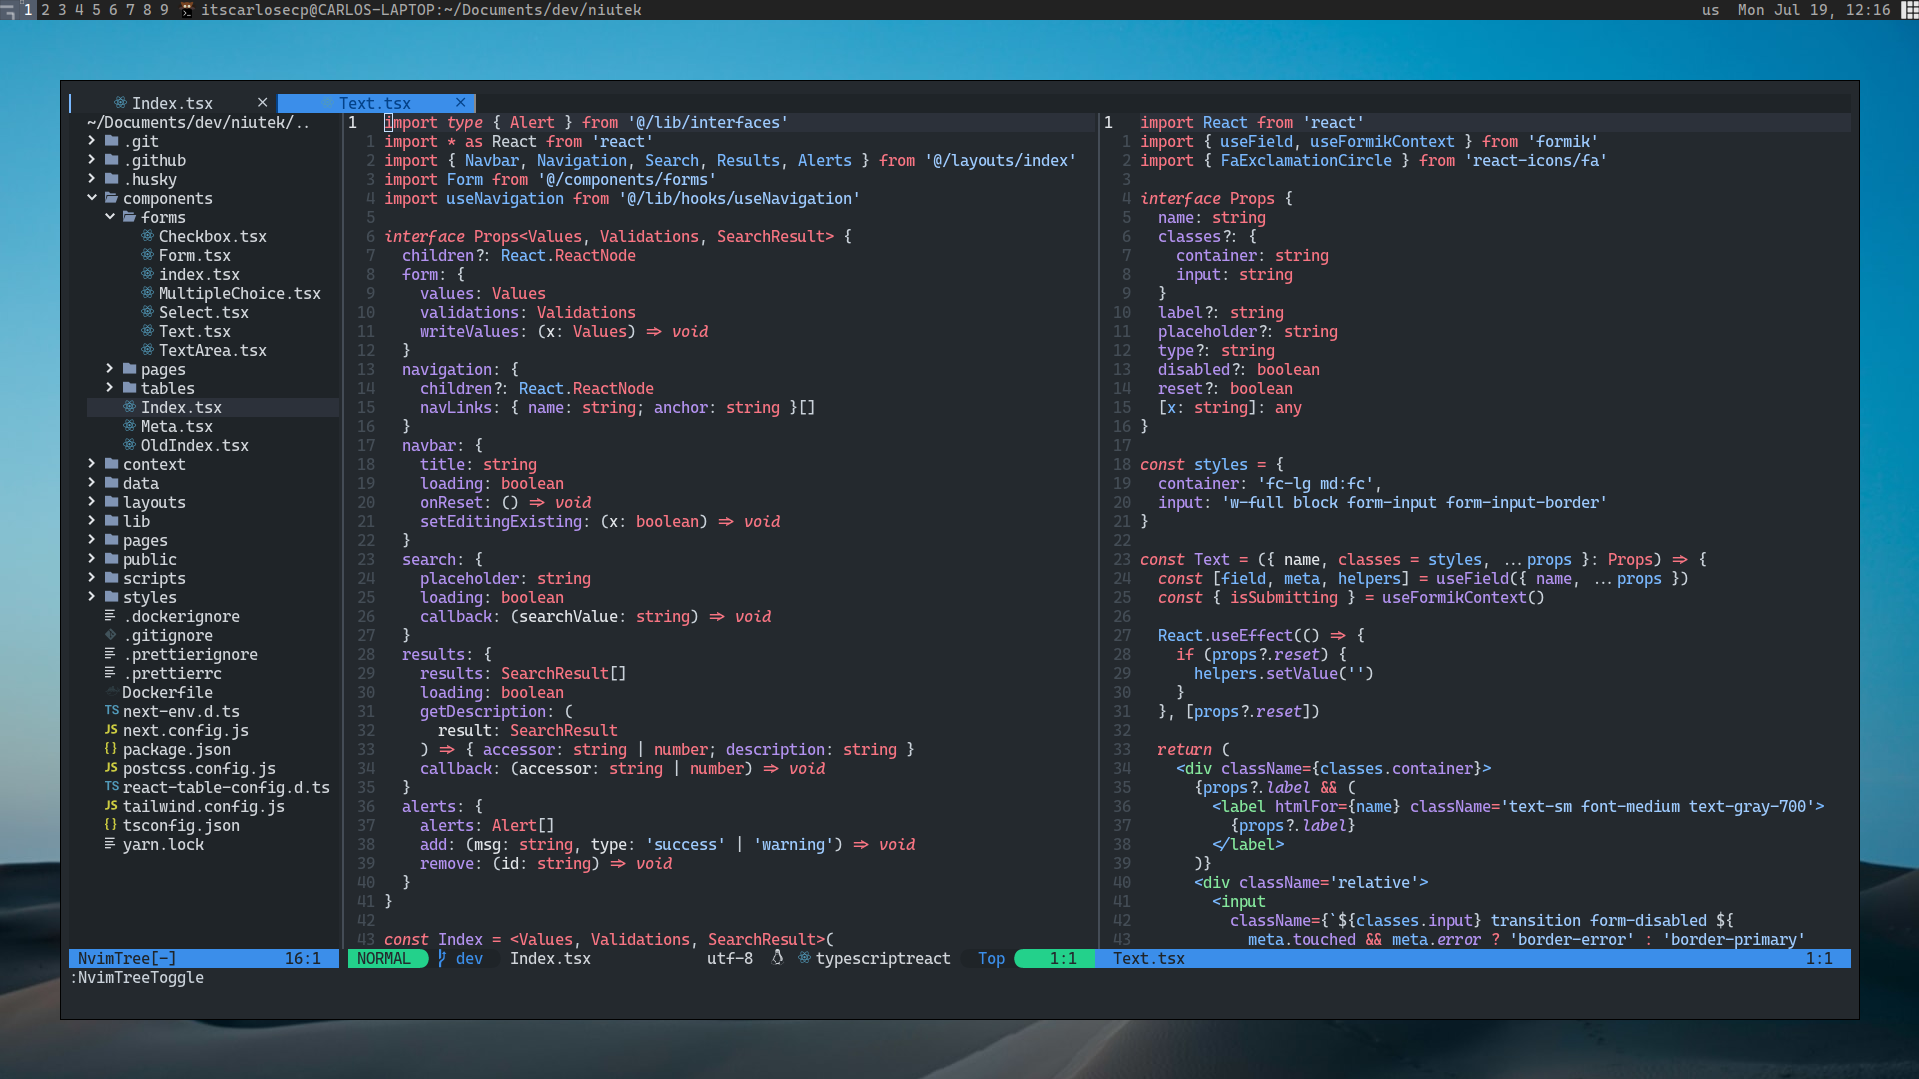 1 2 3 4 5 6 7 8 9 itscarlosecp@CARLOS-LAPTOP:~/Documents/dev/niutek us Mon Jul 19, 12:16
Index.tsx × Text.tsx ×
~/Documents/dev/niutek/..
.git
.github
.husky
components
forms
Checkbox.tsx
Form.tsx
index.tsx
MultipleChoice.tsx
Select.tsx
Text.tsx
TextArea.tsx
pages
tables
Index.tsx
Meta.tsx
OldIndex.tsx
context
data
layouts
lib
pages
public
scripts
styles
.dockerignore
.gitignore
.prettierignore
.prettierrc
Dockerfile
TS next-env.d.ts
JS next.config.js
{} package.json
JS postcss.config.js
TS react-table-config.d.ts
JS tailwind.config.js
{} tsconfig.json
yarn.lock
1 import type { Alert } from '@/lib/interfaces'
1 import * as React from 'react'
2 import { Navbar, Navigation, Search, Results, Alerts } from '@/layouts/index'
3 import Form from '@/components/forms'
4 import useNavigation from '@/lib/hooks/useNavigation'
5
6 interface Props<Values, Validations, SearchResult> {
7 children?: React.ReactNode
8 form: {
9 values: Values
10 validations: Validations
11 writeValues: (x: Values) => void
12 }
13 navigation: {
14 children?: React.ReactNode
15 navLinks: { name: string; anchor: string }[]
16 }
17 navbar: {
18 title: string
19 loading: boolean
20 onReset: () => void
21 setEditingExisting: (x: boolean) => void
22 }
23 search: {
24 placeholder: string
25 loading: boolean
26 callback: (searchValue: string) => void
27 }
28 results: {
29 results: SearchResult[]
30 loading: boolean
31 getDescription: (
32 result: SearchResult
33 ) => { accessor: string | number; description: string }
34 callback: (accessor: string | number) => void
35 }
36 alerts: {
37 alerts: Alert[]
38 add: (msg: string, type: 'success' | 'warning') => void
39 remove: (id: string) => void
40 }
41 }
42
43 const Index = <Values, Validations, SearchResult>(
1 import React from 'react'
1 import { useField, useFormikContext } from 'formik'
2 import { FaExclamationCircle } from 'react-icons/fa'
3
4 interface Props {
5 name: string
6 classes?: {
7 container: string
8 input: string
9 }
10 label?: string
11 placeholder?: string
12 type?: string
13 disabled?: boolean
14 reset?: boolean
15 [x: string]: any
16 }
17
18 const styles = {
19 container: 'fc-lg md:fc',
20 input: 'w-full block form-input form-input-border'
21 }
22
23 const Text = ({ name, classes = styles, ...props }: Props) => {
24 const [field, meta, helpers] = useField({ name, ...props })
25 const { isSubmitting } = useFormikContext()
26
27 React.useEffect(() => {
28 if (props?.reset) {
29 helpers.setValue('')
30 }
31 }, [props?.reset])
32
33 return (
34 <div className={classes.container}>
35 {props?.label && (
36 <label htmlFor={name} className='text-sm font-medium text-gray-700'>
37 {props?.label}
38 </label>
39 )}
40 <div className='relative'>
41 <input
42 className={`${classes.input} transition form-disabled ${
43 meta.touched && meta.error ? 'border-error' : 'border-primary'
NvimTree[-] 16:1 NORMAL dev Index.tsx utf-8 typescriptreact Top 1:1 Text.tsx 1:1
:NvimTreeToggle